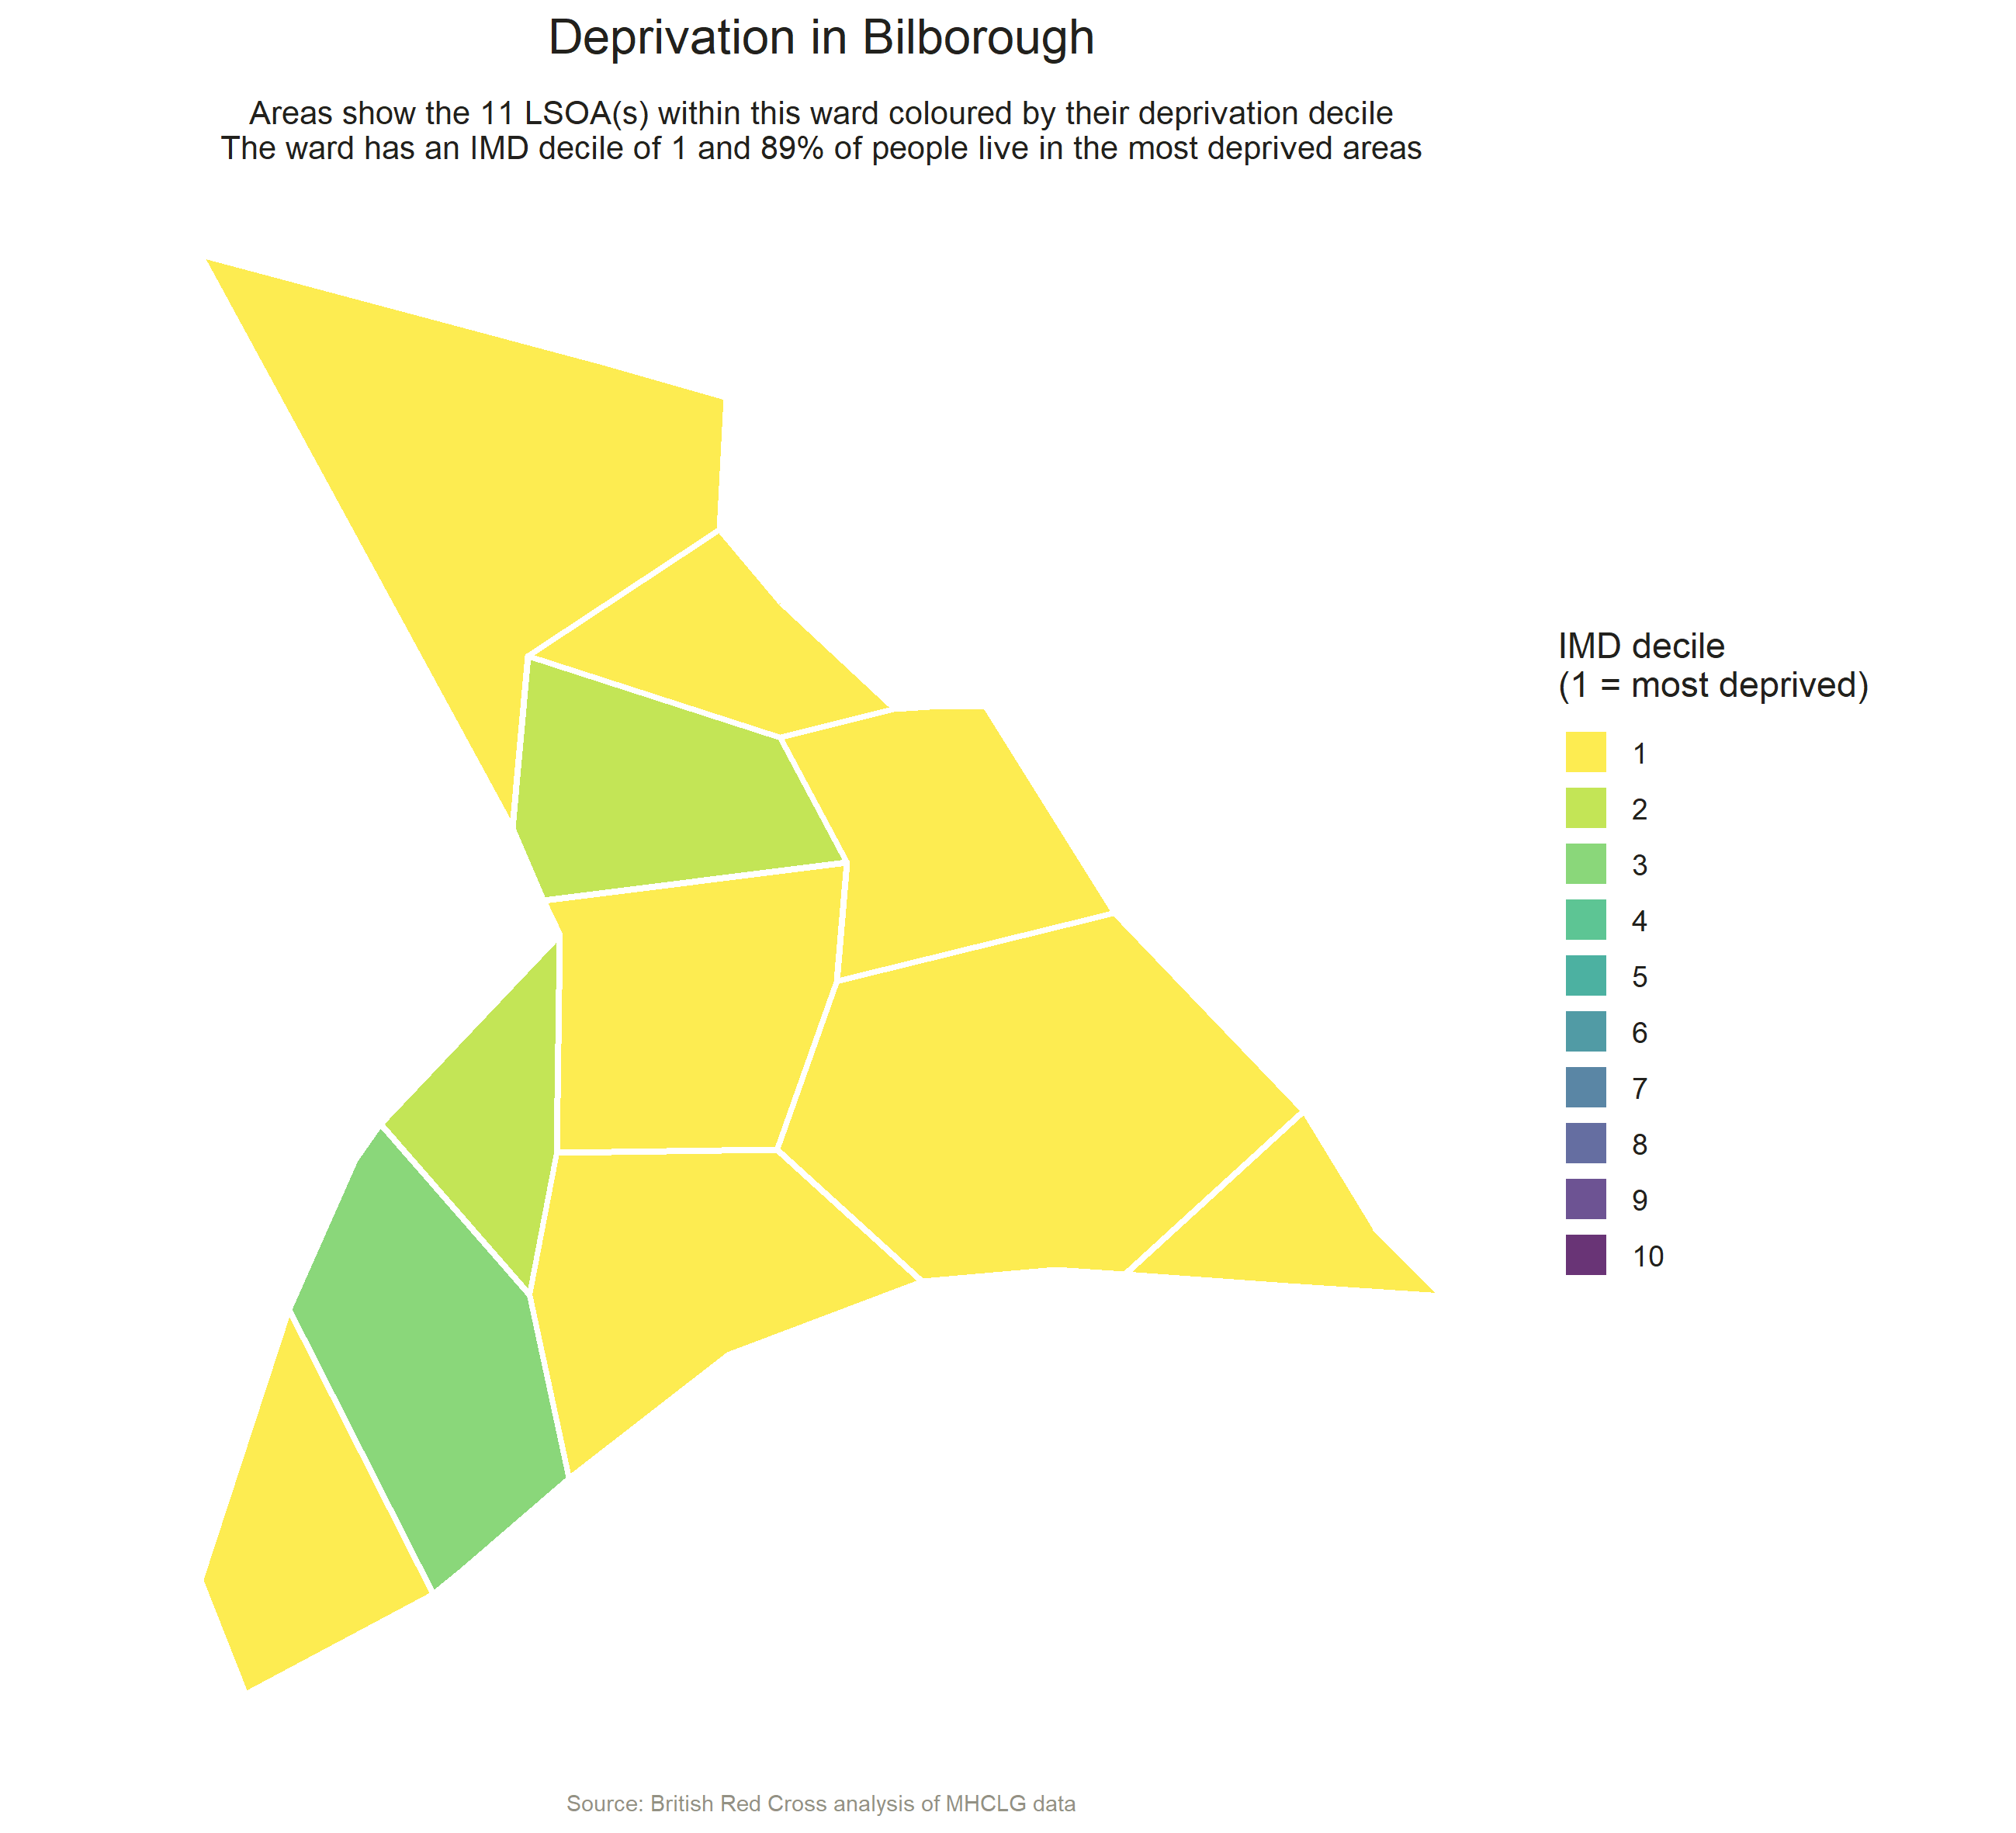 Deprivation in Bilborough
Areas show the 11 LSOA(s) within this ward coloured by their deprivation decile
The ward has an IMD decile of 1 and 89% of people live in the most deprived areas
IMD decile
(1 = most deprived)
1
2
3
4
5
6
7
8
9
10
Source: British Red Cross analysis of MHCLG data